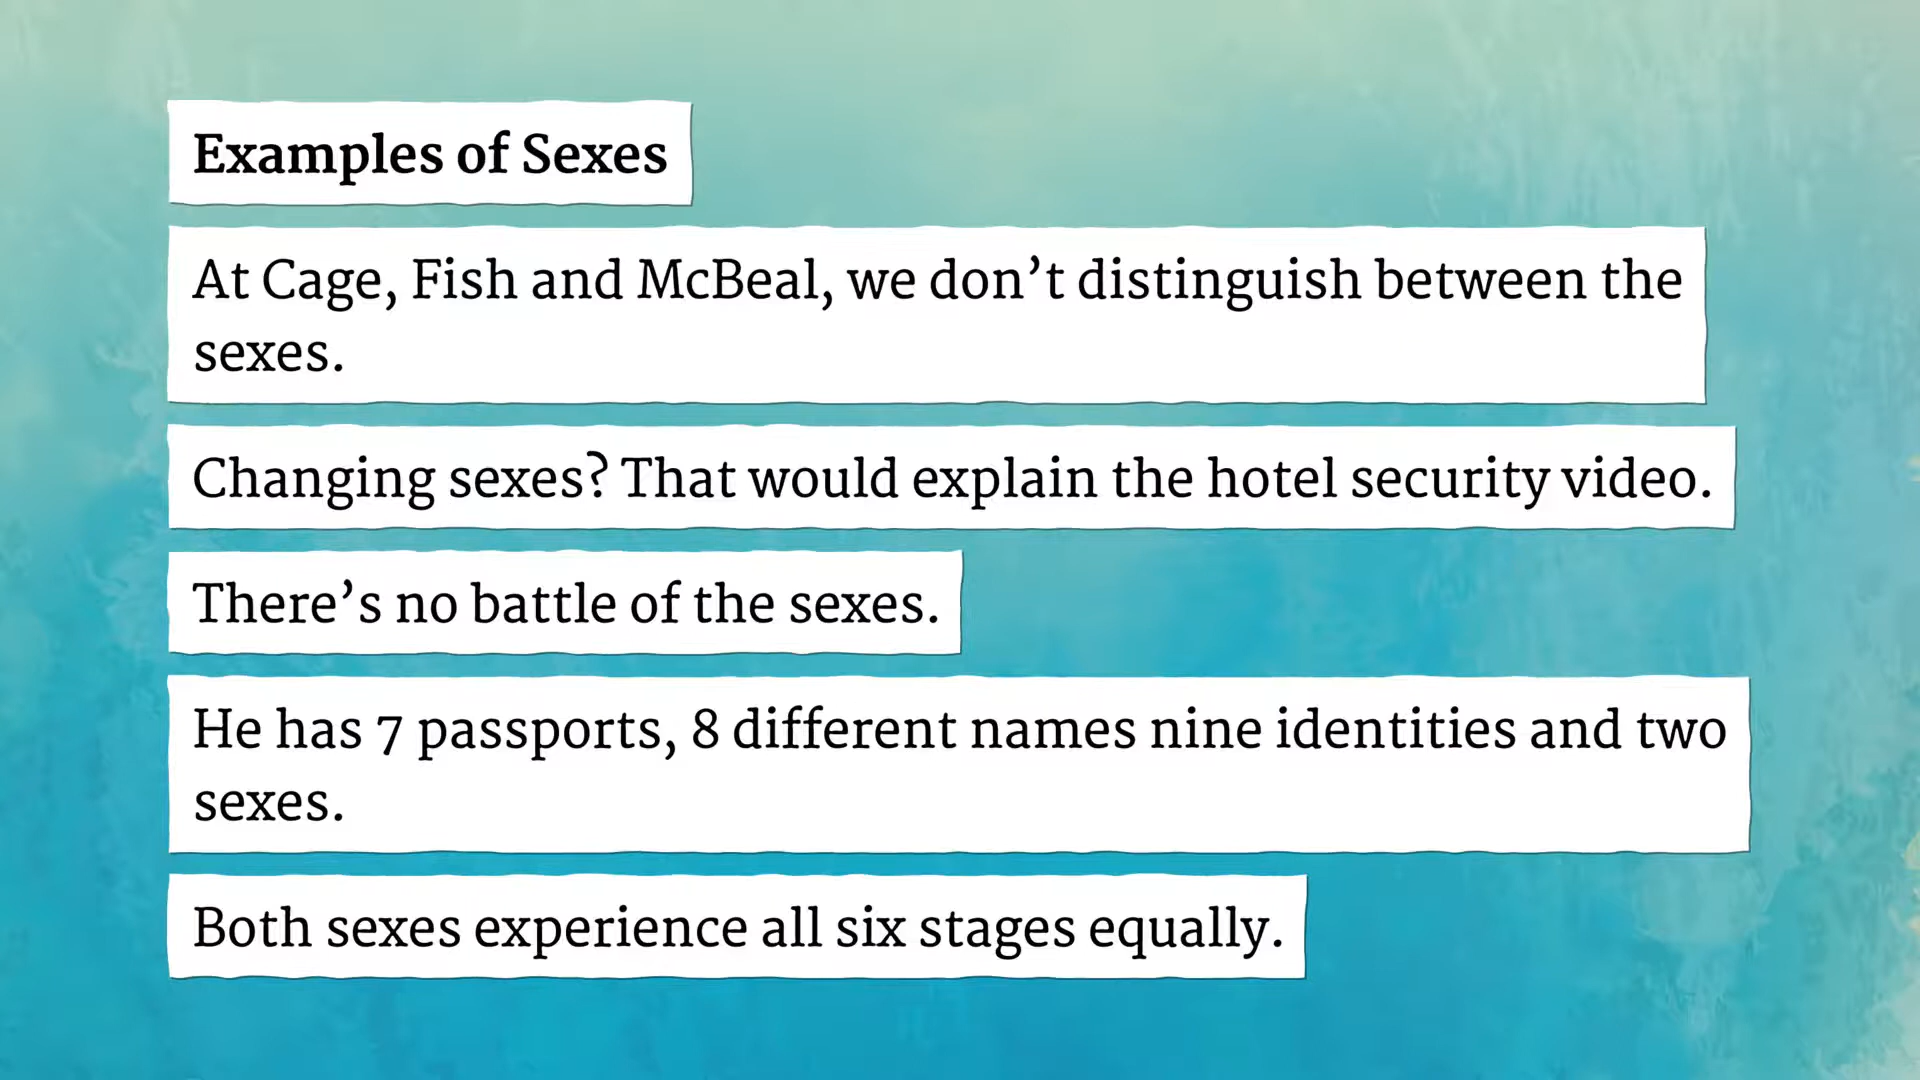 Examples of Sexes
At Cage, Fish and McBeal, we don’t distinguish between the
sexes.
Changing sexes? That would explain the hotel security video.
There’s no battle of the sexes.
He has 7 passports, 8 different names nine identities and two
sexes.
Both sexes experience all six stages equally.